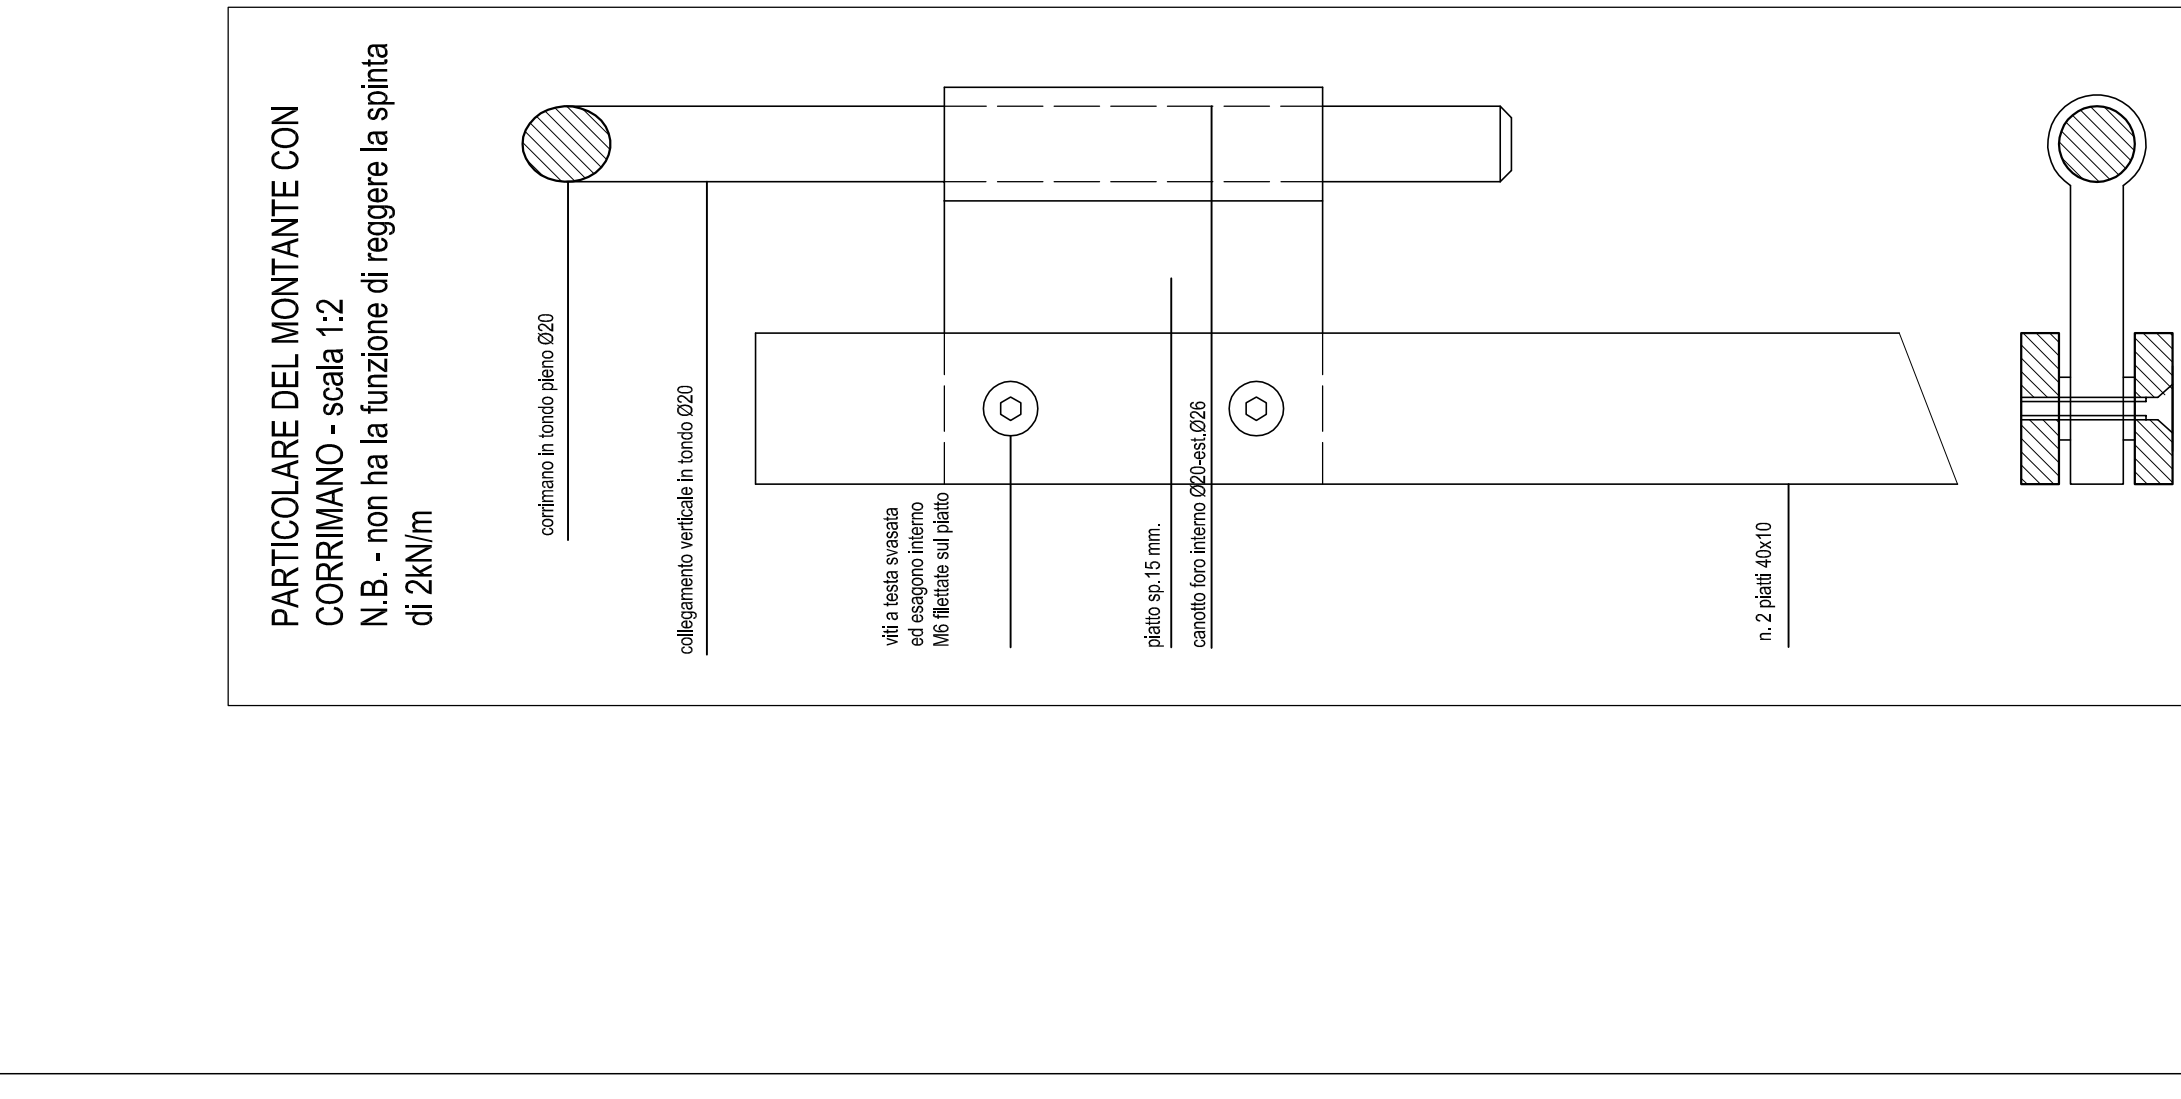 PARTICOLARE DEL MONTANTE CON
CORRIMANO - scala 1:2
N.B. - non ha la funzione di reggere la spinta
di 2kN/m
corrimano in tondo pieno Ø20
collegamento verticale in tondo Ø20
viti a testa svasata
ed esagono interno
M6 filettate sul piatto
piatto sp.15 mm.
canotto foro interno Ø20-est.Ø26
n. 2 piatti 40x10